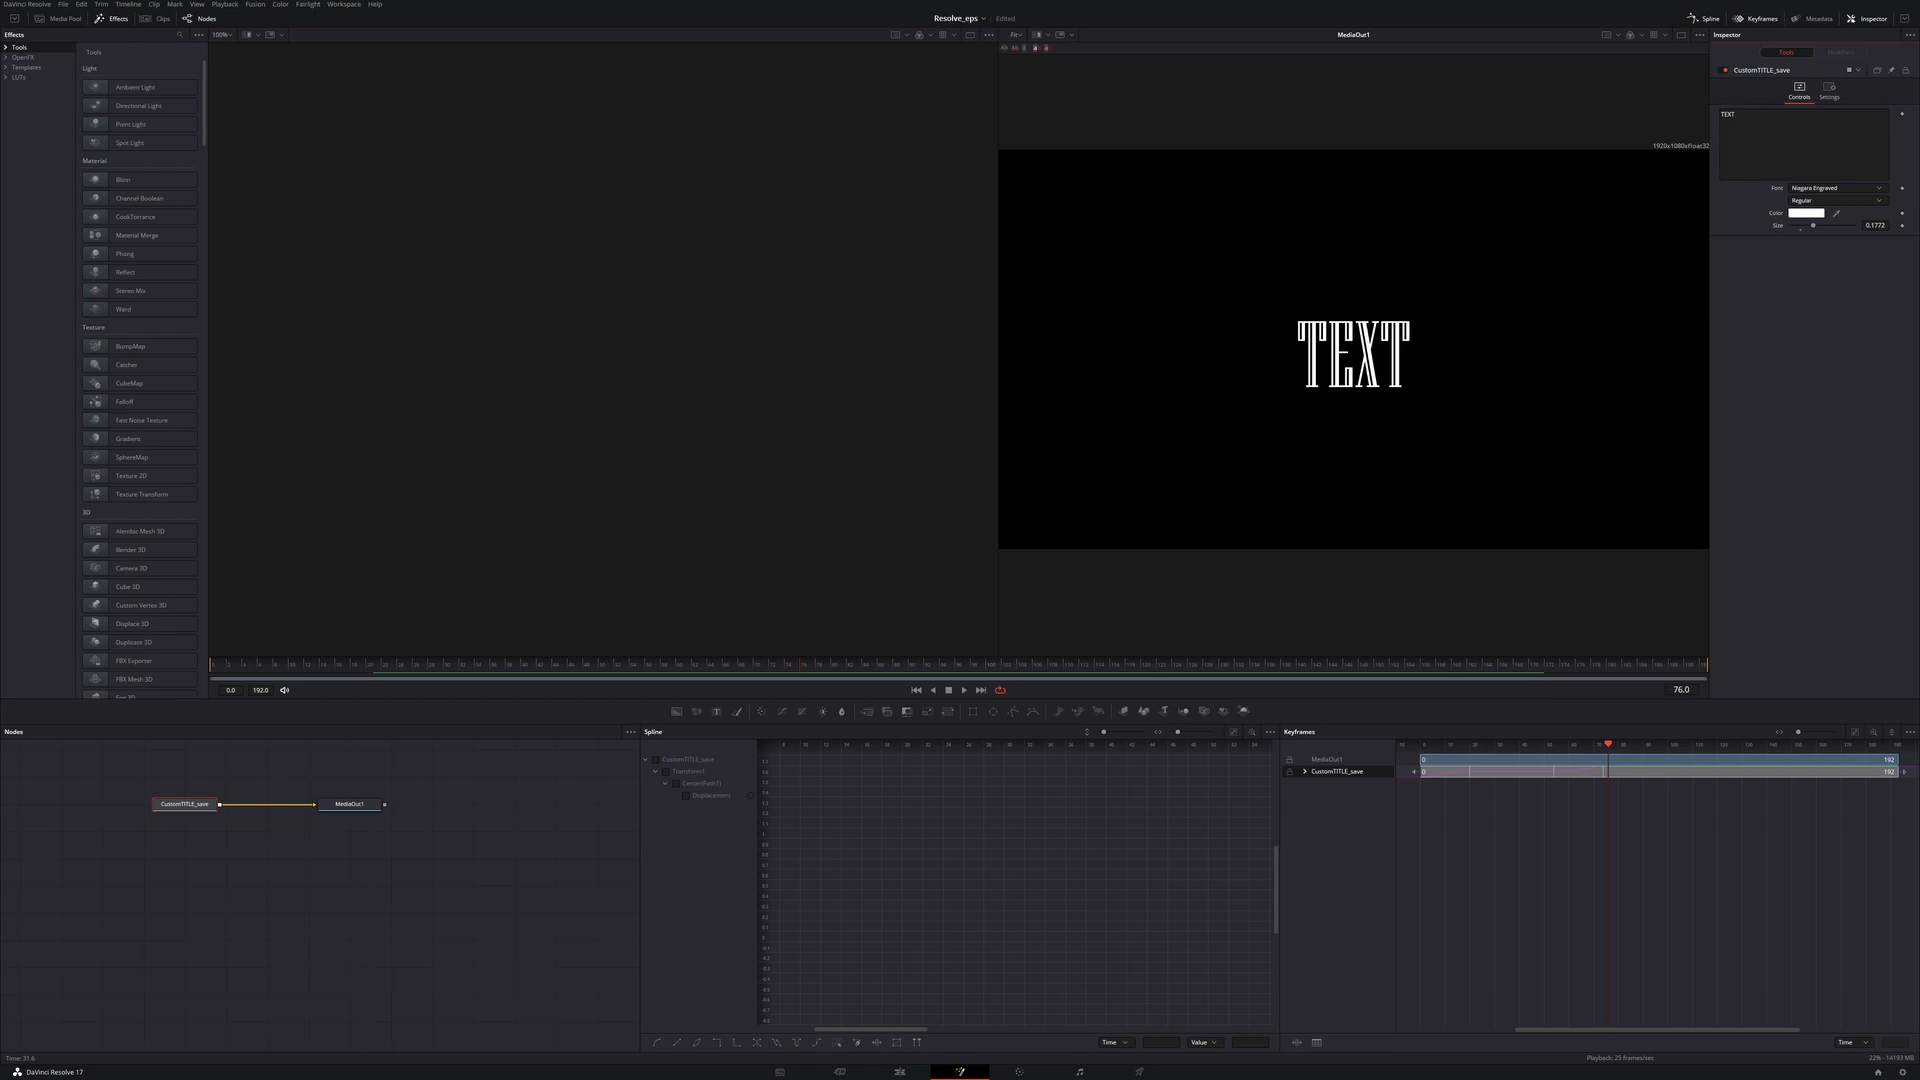 DaVinci Resolve File Edit Trim Timeline Clip Mark View Playback Fusion Color Fairlight Workspace Help
Media Pool Effects Clips Nodes Resolve_eps Edited Spline Keyframes Metadata Inspector
Effects 100% Fit MediaOut1 Inspector
Tools
OpenFX
Templates
LUTs
Tools
Light
Ambient Light
Directional Light
Point Light
Spot Light
Material
Blinn
Channel Boolean
CookTorrance
Material Merge
Phong
Reflect
Stereo Mix
Ward
Texture
BumpMap
Catcher
CubeMap
Falloff
Fast Noise Texture
Gradient
SphereMap
Texture 2D
Texture Transform
3D
Alembic Mesh 3D
Bender 3D
Camera 3D
Cube 3D
Custom Vertex 3D
Displace 3D
Duplicate 3D
FBX Exporter
FBX Mesh 3D
1920x1080xfloat32
TEXT
Tools Modifiers
CustomTITLE_save
Controls Settings
TEXT
Font Niagara Engraved
Regular
Color
Size 0.1772
0.0 192.0 76.0
Nodes
CustomTITLE_save MediaOut1
Spline
CustomTITLE_save
Transform1
Center(Path1)
Displacement
Time Value
Keyframes
MediaOut1 0 192
CustomTITLE_save 0 192
Time
Time: 31.6 Playback: 25 frames/sec 22% - 14193 MB
DaVinci Resolve 17